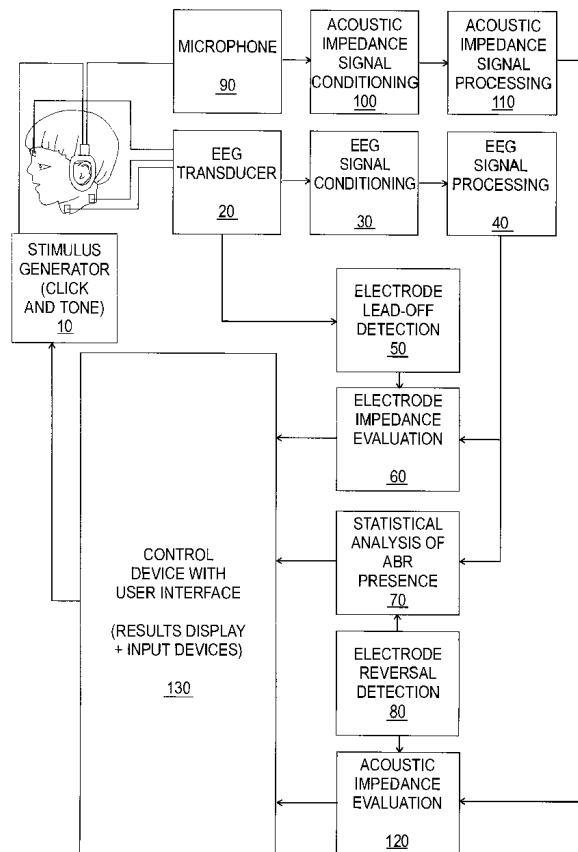 MICROPHONE
90
ACOUSTIC
IMPEDANCE
SIGNAL
CONDITIONING
100
ACOUSTIC
IMPEDANCE
SIGNAL
PROCESSING
110
EEG
TRANSDUCER
20
EEG
SIGNAL
CONDITIONING
30
EEG
SIGNAL
PROCESSING
40
STIMULUS
GENERATOR
(CLICK
AND TONE)
10
ELECTRODE
LEAD-OFF
DETECTION
50
ELECTRODE
IMPEDANCE
EVALUATION
60
STATISTICAL
ANALYSIS OF
ABR
PRESENCE
70
CONTROL
DEVICE WITH
USER INTERFACE
(RESULTS DISPLAY
+ INPUT DEVICES)
130
ELECTRODE
REVERSAL
DETECTION
80
ACOUSTIC
IMPEDANCE
EVALUATION
120